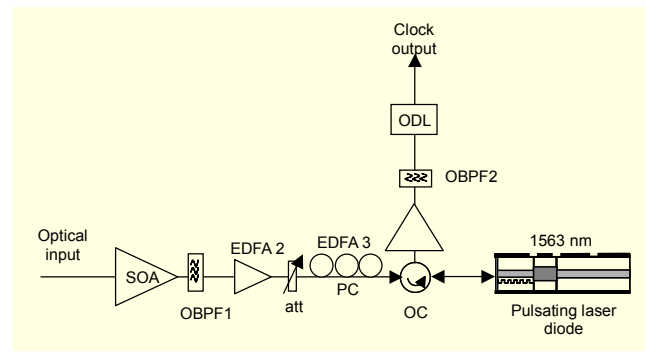 Clock
output
ODL
OBPF2
1563 nm
Optical
input
SOA
EDFA 2
EDFA 3
OBPF1
att
PC
OC
Pulsating laser
diode